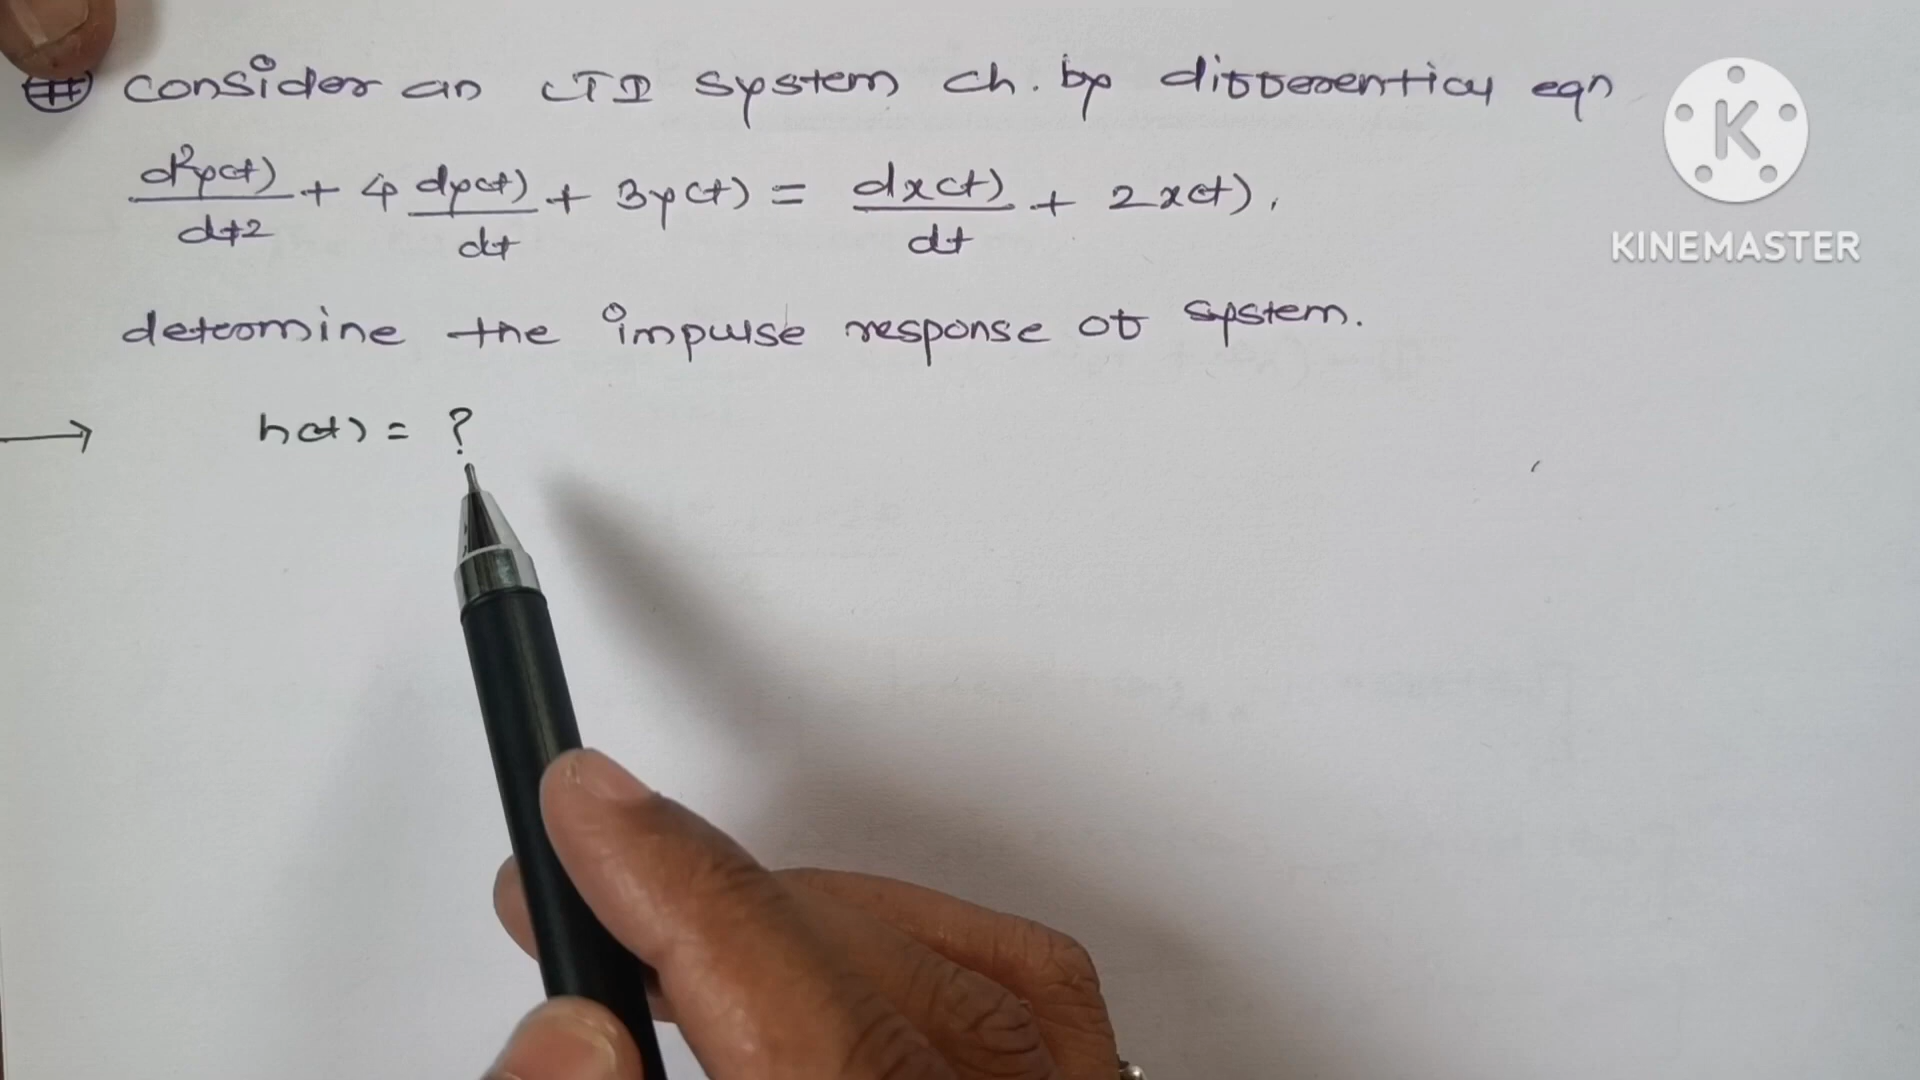 # Consider an LTI system ch. by differential eqn
d²y(t)/dt² + 4 dy(t)/dt + 3y(t) = dx(t)/dt + 2x(t).
determine the impulse response of system.
→ h(t) = ?
K
KINEMASTER